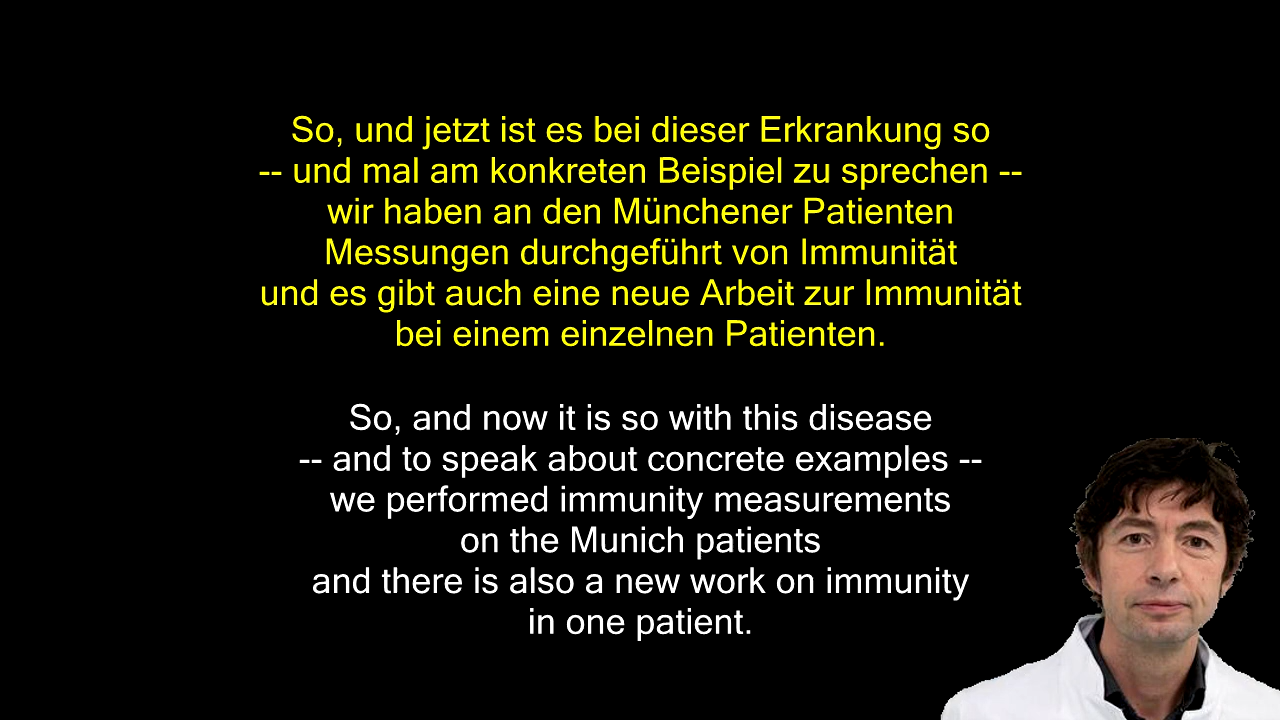 So, und jetzt ist es bei dieser Erkrankung so
-- und mal am konkreten Beispiel zu sprechen --
wir haben an den Münchener Patienten
Messungen durchgeführt von Immunität
und es gibt auch eine neue Arbeit zur Immunität
bei einem einzelnen Patienten.
So, and now it is so with this disease
-- and to speak about concrete examples --
we performed immunity measurements
on the Munich patients
and there is also a new work on immunity
in one patient.